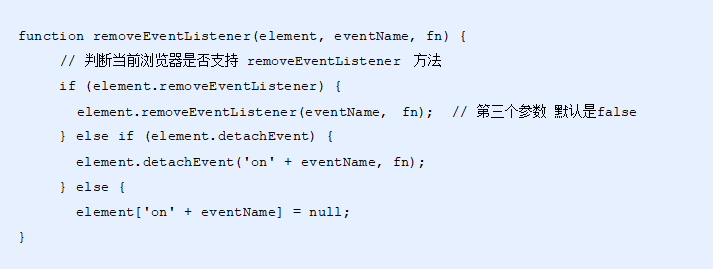 function removeEventListener(element, eventName, fn) {
// 判断当前浏览器是否支持 removeEventListener 方法
if (element.removeEventListener) {
element.removeEventListener(eventName, fn); // 第三个参数 默认是false
} else if (element.detachEvent) {
element.detachEvent('on' + eventName, fn);
} else {
element['on' + eventName] = null;
}